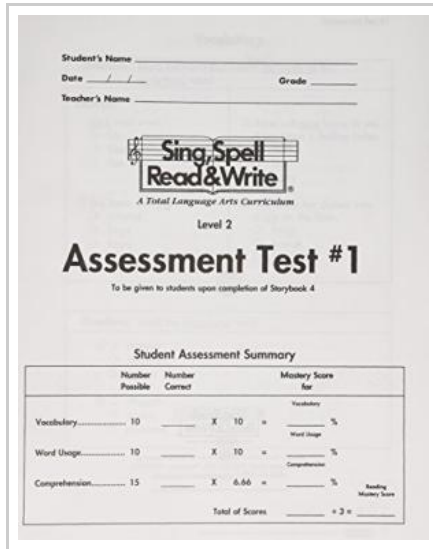 Student's Name
Date / / Grade
Teacher's Name
Sing, Spell
Read & Write®
A Total Language Arts Curriculum
Level 2
Assessment Test #1
To be given to students upon completion of Storybook 4
Student Assessment Summary
Number Possible Number Correct Mastery Score for
Vocabulary
Vocabulary 10 X 10 = %
Word Usage
Word Usage 10 X 10 = %
Comprehension
Comprehension 15 X 6.66 = %
Reading Mastery Score
Total of Scores ÷ 3 =